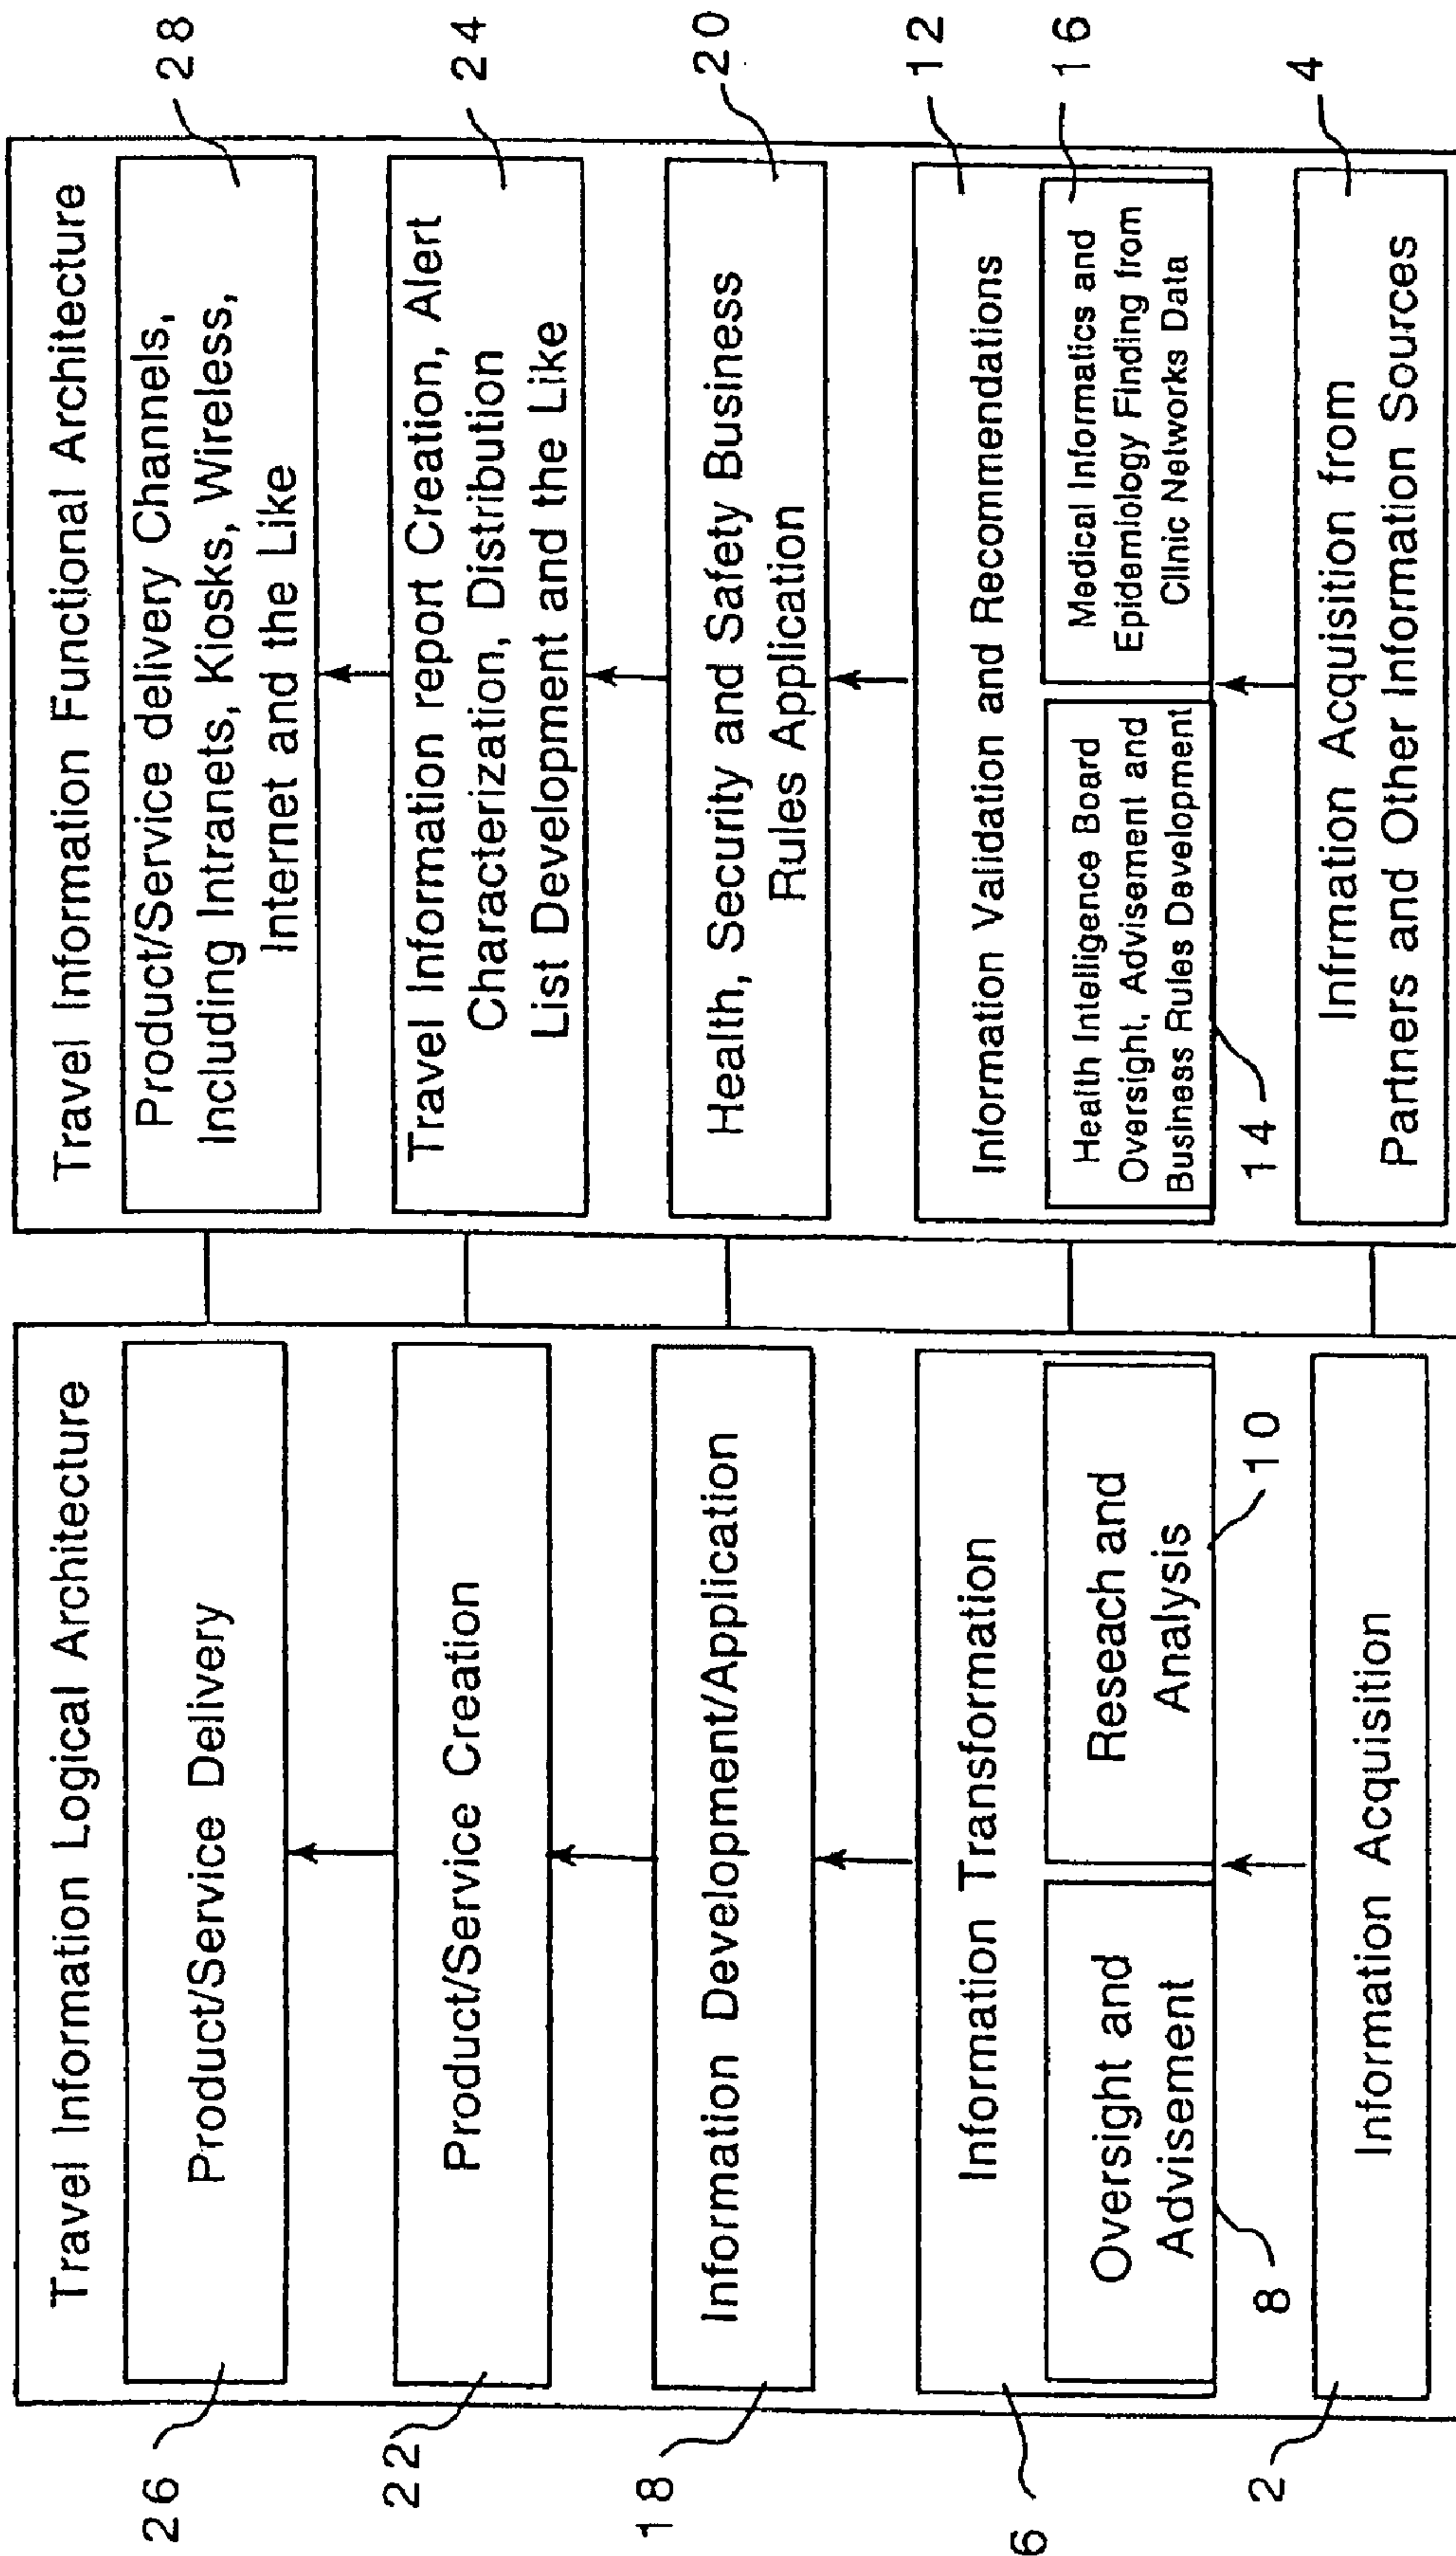 Travel Information Logical Architecture
26
Product/Service Delivery
22
Product/Service Creation
18
Information Development/Application
6
Information Transformation
Oversight and
Advisement
8
Reseach and
Analysis
10
2
Information Acquisition
Travel Information Functional Architecture
Product/Service delivery Channels,
Including Intranets, Kiosks, Wireless,
Internet and the Like
28
Travel Information report Creation, Alert
Characterization, Distribution
List Development and the Like
24
Health, Security and Safety Business
Rules Application
20
Information Validation and Recommendations
12
Health Intelligence Board
Oversight, Advisement and
Business Rules Development
14
Medical Informatics and
Epidemiology Finding from
Clinic Networks Data
16
Infrmation Acquisition from
Partners and Other Information Sources
4